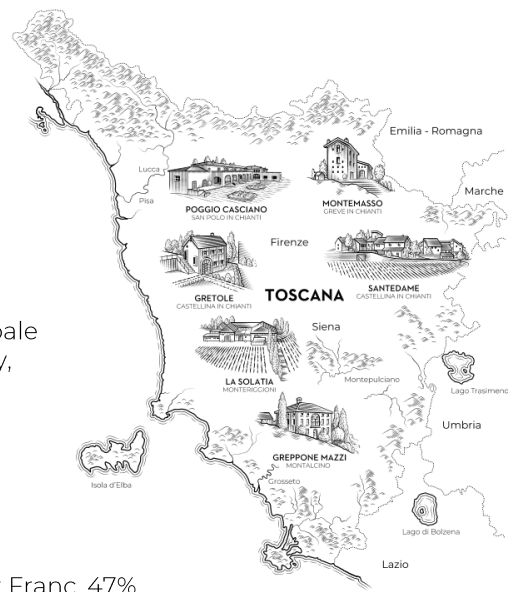 Emilia - Romagna
Lucca
Marche
Pisa
POGGIO CASCIANO
SAN POLO IN CHIANTI
MONTEMASSO
GREVE IN CHIANTI
Firenze
GRETOLE
CASTELLINA IN CHIANTI
TOSCANA
SANTEDAME
CASTELLINA IN CHIANTI
Siena
LA SOLATIA
MONTERIGGIONI
Montepulciano
Lago Trasimeno
Umbria
GREPPONE MAZZI
MONTALCINO
Isola d'Elba
Grosseto
Lago di Bolzena
Lazio
Franc, 47%